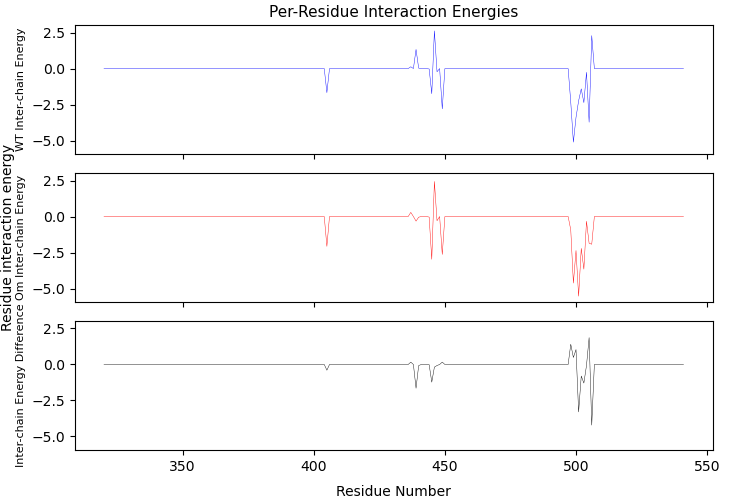 Per-Residue Interaction Energies
WT Inter-chain Energy
2.5
0.0
−2.5
−5.0
Residue interaction energy
Om Inter-chain Energy
2.5
0.0
−2.5
−5.0
Inter-chain Energy Difference
2.5
0.0
−2.5
−5.0
350
400
450
500
550
Residue Number